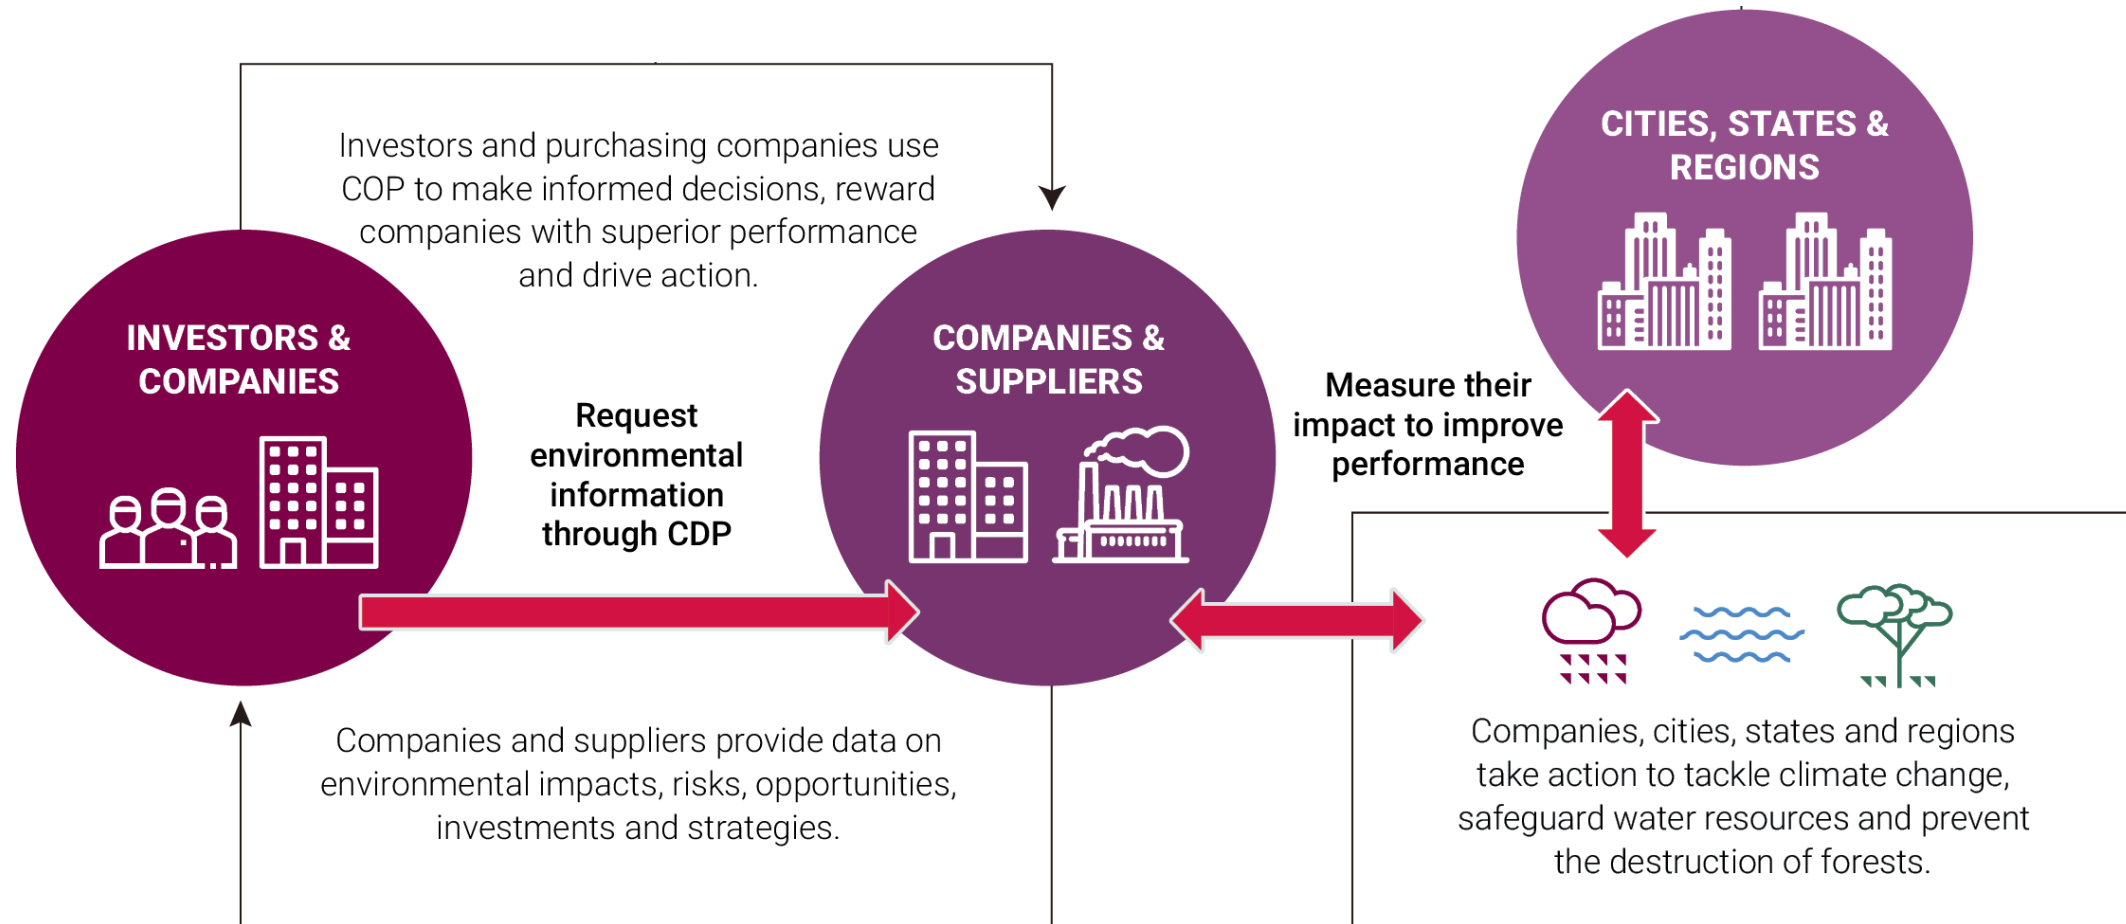 Investors and purchasing companies use
COP to make informed decisions, reward
companies with superior performance
and drive action.
INVESTORS &
COMPANIES
Request
environmental
information
through CDP
COMPANIES &
SUPPLIERS
Companies and suppliers provide data on
environmental impacts, risks, opportunities,
investments and strategies.
Measure their
impact to improve
performance
CITIES, STATES &
REGIONS
Companies, cities, states and regions
take action to tackle climate change,
safeguard water resources and prevent
the destruction of forests.